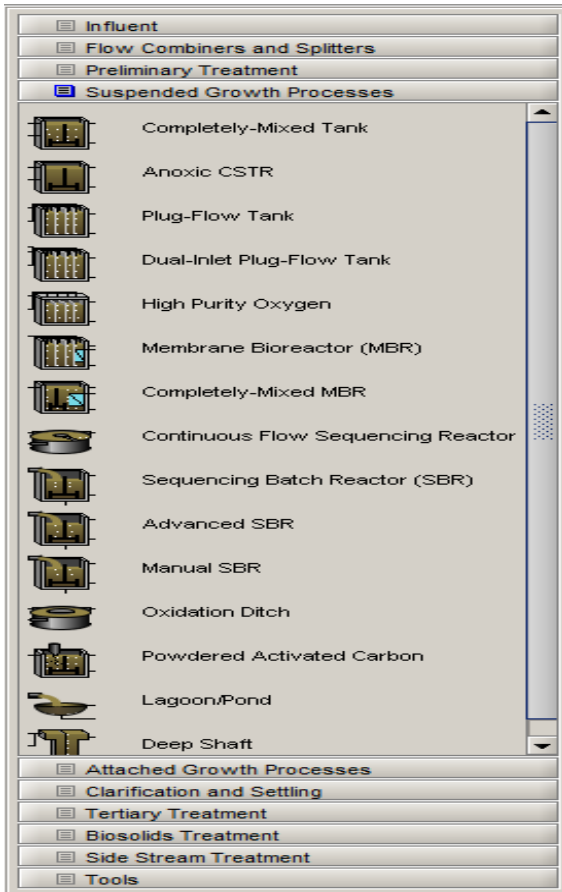 Influent
Flow Combiners and Splitters
Preliminary Treatment
Suspended Growth Processes
Completely-Mixed Tank
Anoxic CSTR
Plug-Flow Tank
Dual-Inlet Plug-Flow Tank
High Purity Oxygen
Membrane Bioreactor (MBR)
Completely-Mixed MBR
Continuous Flow Sequencing Reactor
Sequencing Batch Reactor (SBR)
Advanced SBR
Manual SBR
Oxidation Ditch
Powdered Activated Carbon
Lagoon/Pond
Deep Shaft
Attached Growth Processes
Clarification and Settling
Tertiary Treatment
Biosolids Treatment
Side Stream Treatment
Tools